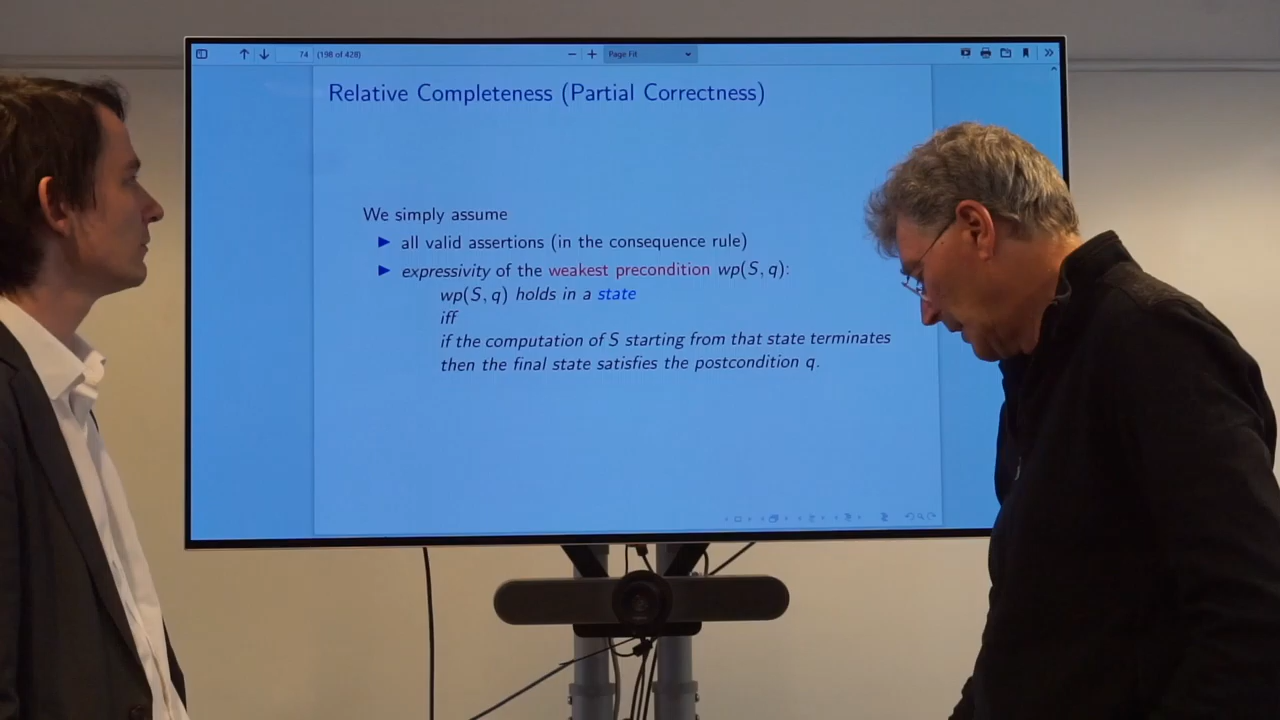 74 (198 of 428)
Page Fit
Relative Completeness (Partial Correctness)
We simply assume
▶ all valid assertions (in the consequence rule)
▶ expressivity of the weakest precondition wp(S, q):
wp(S, q) holds in a state
iff
if the computation of S starting from that state terminates
then the final state satisfies the postcondition q.